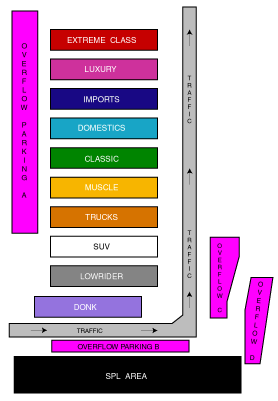 OVERFLOW PARKING A
EXTREME CLASS
LUXURY
IMPORTS
DOMESTICS
CLASSIC
MUSCLE
TRUCKS
SUV
LOWRIDER
DONK
TRAFFIC
TRAFFIC
TRAFFIC
OVERFLOW C
OVERFLOW D
OVERFLOW PARKING B
SPL AREA